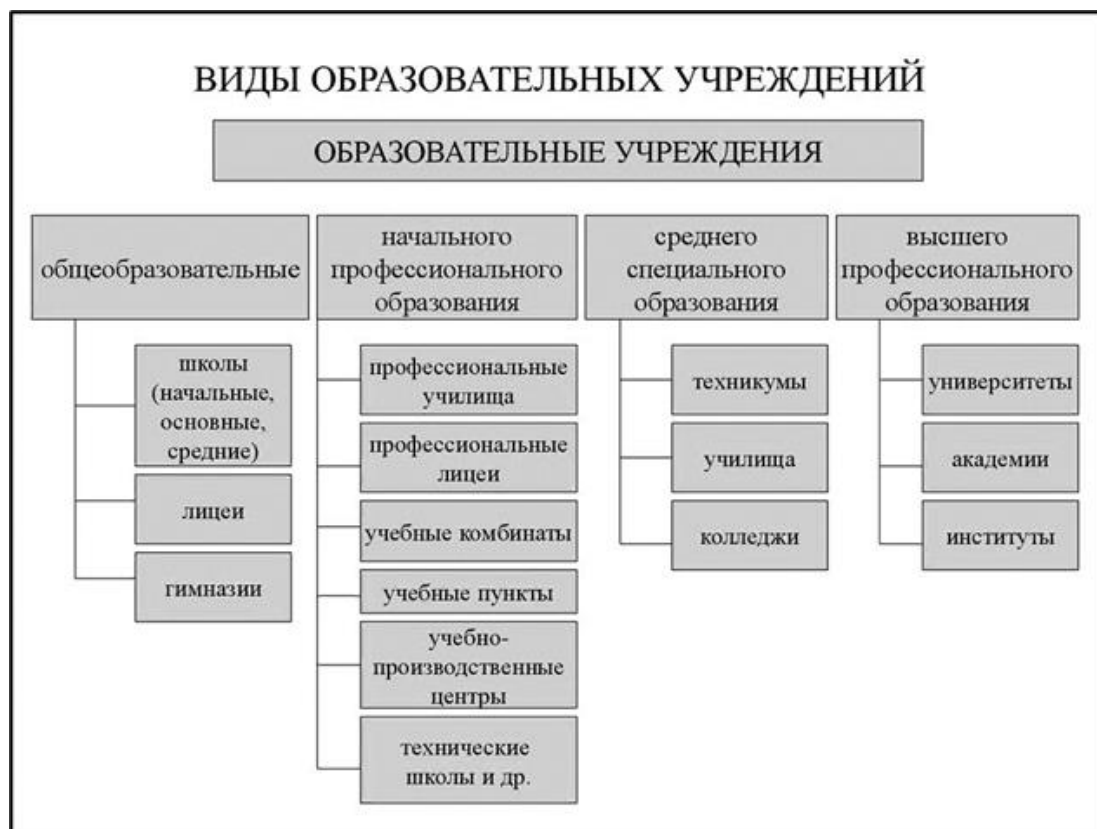 ВИДЫ ОБРАЗОВАТЕЛЬНЫХ УЧРЕЖДЕНИЙ
ОБРАЗОВАТЕЛЬНЫЕ УЧРЕЖДЕНИЯ
общеобразовательные
школы
(начальные,
основные,
средние)
лицеи
гимназии
начального
профессионального
образования
профессиональные
училища
профессиональные
лицеи
учебные комбинаты
учебные пункты
учебно-
производственные
центры
технические
школы и др.
среднего
специального
образования
техникумы
училища
колледжи
высшего
профессионального
образования
университеты
академии
институты